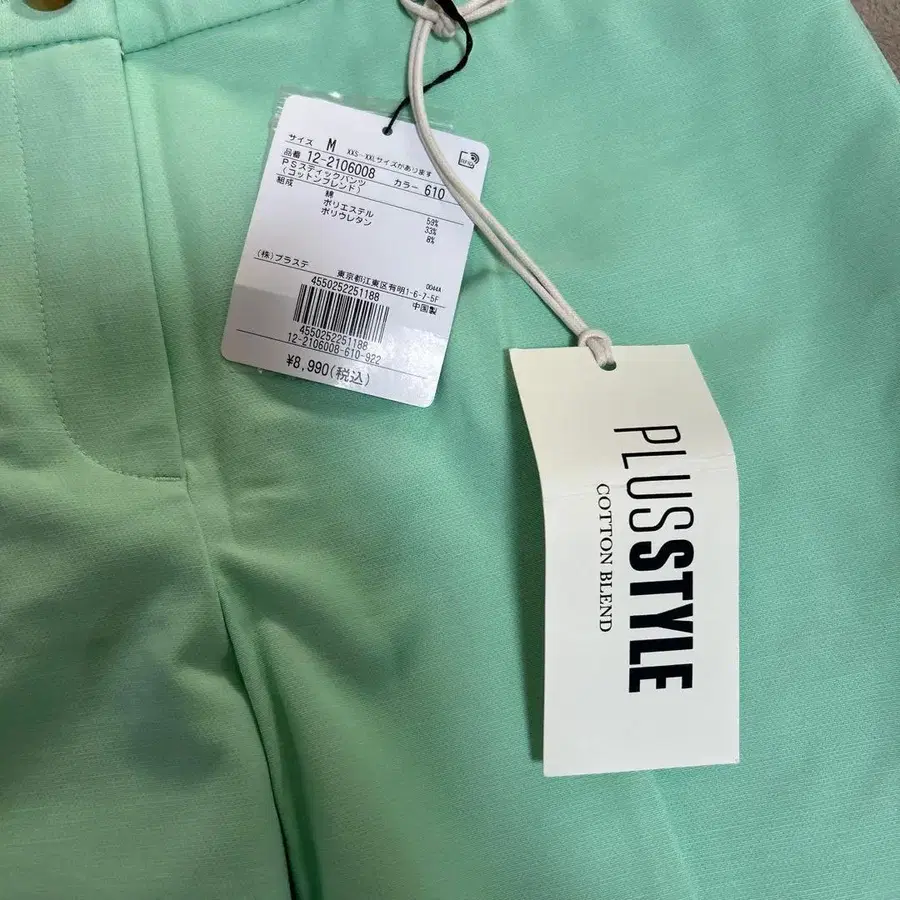 サイズ M XXS-XXLサイズがあります
品番 12-2106008 カラー 610
PSスティックパンツ
(コットンブレンド)
組成
綿 59%
ポリエステル 33%
ポリウレタン 8%
(株)プラステ
東京都江東区有明1-6-7-5F 0044A
4550252251188 中国製
4550252251188
12-2106008-610-922
¥8,990(税込)
PLUSSTYLE
COTTON BLEND